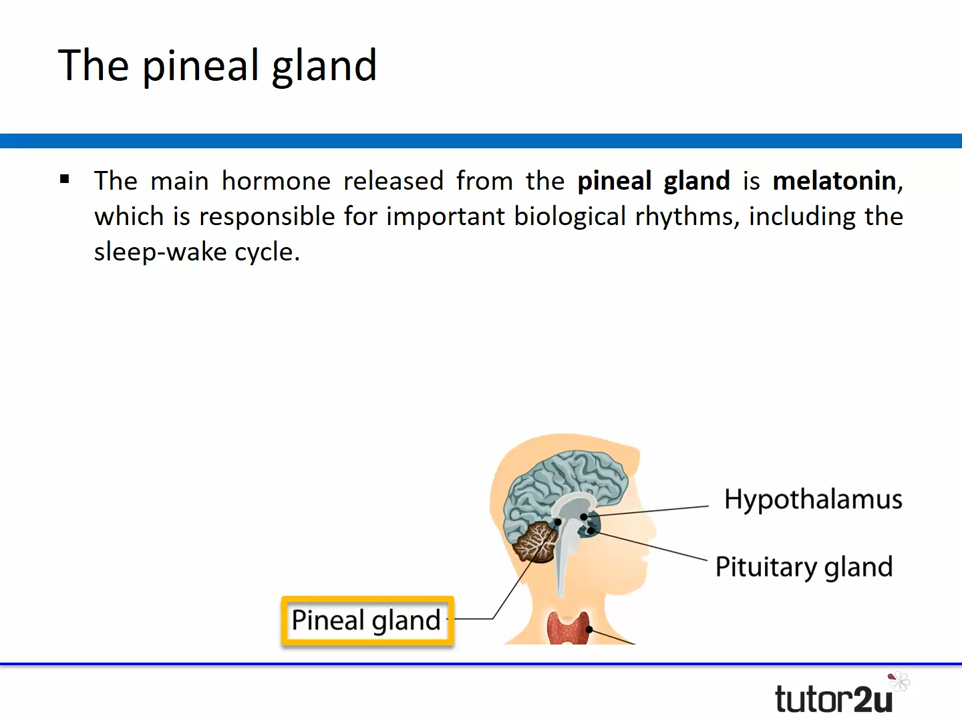 The pineal gland
▪ The main hormone released from the pineal gland is melatonin,
which is responsible for important biological rhythms, including the
sleep-wake cycle.
Hypothalamus
Pituitary gland
Pineal gland
tutor2u